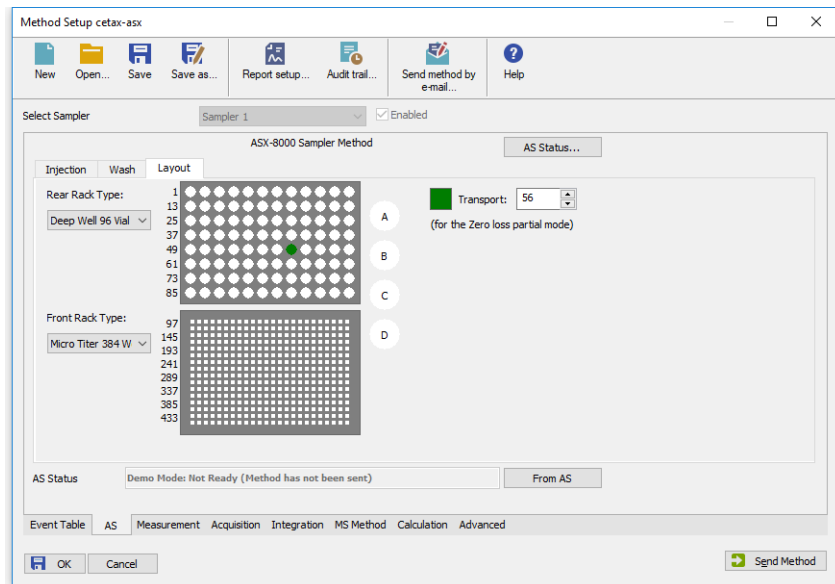 Method Setup cetax-asx
New Open... Save Save as... Report setup... Audit trail... Send method by e-mail... Help
Select Sampler Sampler 1 Enabled
ASX-8000 Sampler Method AS Status...
Injection Wash Layout
Rear Rack Type:
Deep Well 96 Vial
1
13
25
37
49
61
73
85
A
B
C
D
Transport: 56
(for the Zero loss partial mode)
Front Rack Type:
Micro Titer 384 W
97
145
193
241
289
337
385
433
AS Status Demo Mode: Not Ready (Method has not been sent) From AS
Event Table AS Measurement Acquisition Integration MS Method Calculation Advanced
OK Cancel Send Method